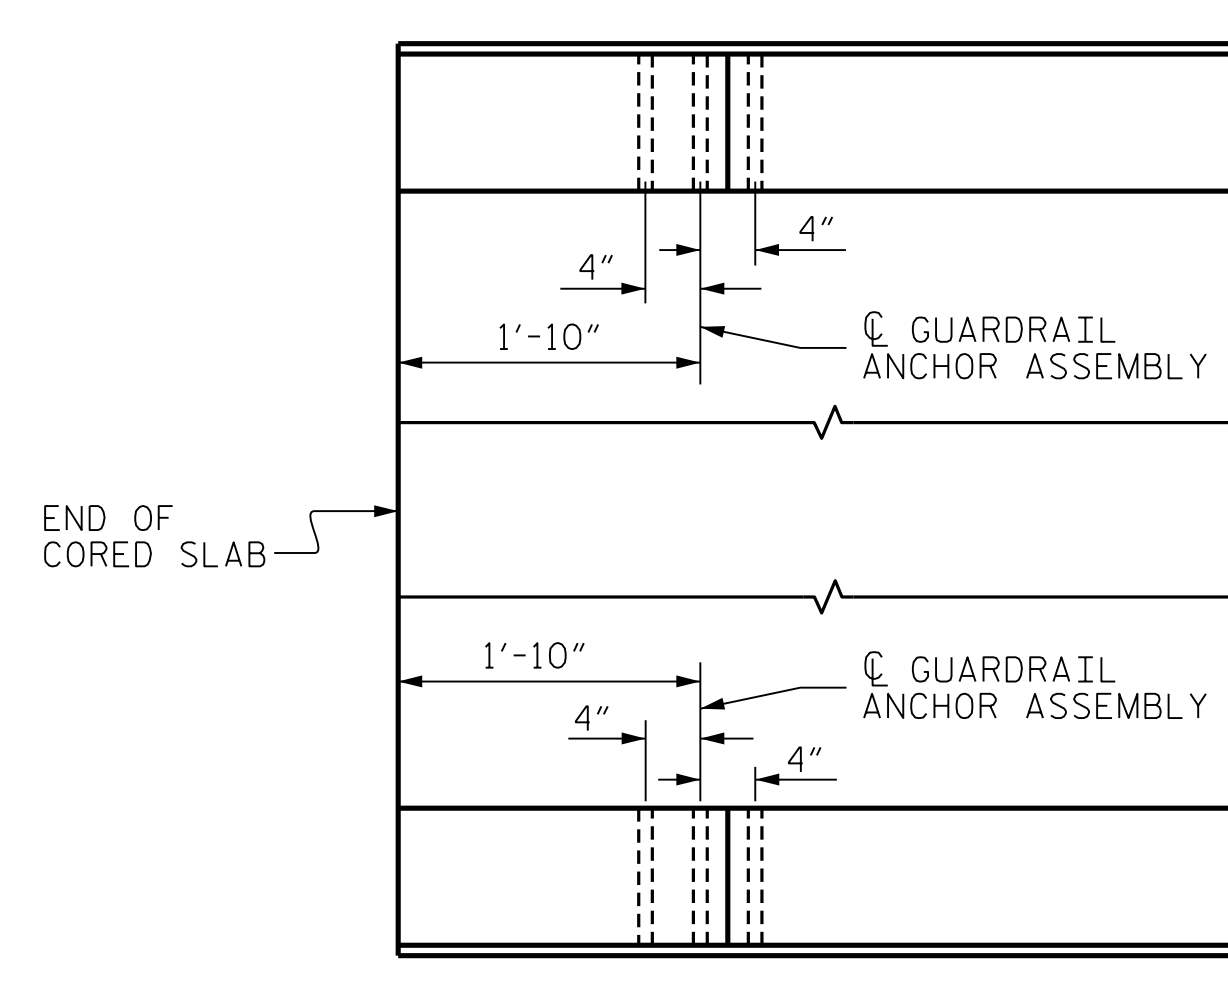 4"
4"
1'-10"
℄ GUARDRAIL
ANCHOR ASSEMBLY
END OF
CORED SLAB
1'-10"
℄ GUARDRAIL
ANCHOR ASSEMBLY
4"
4"